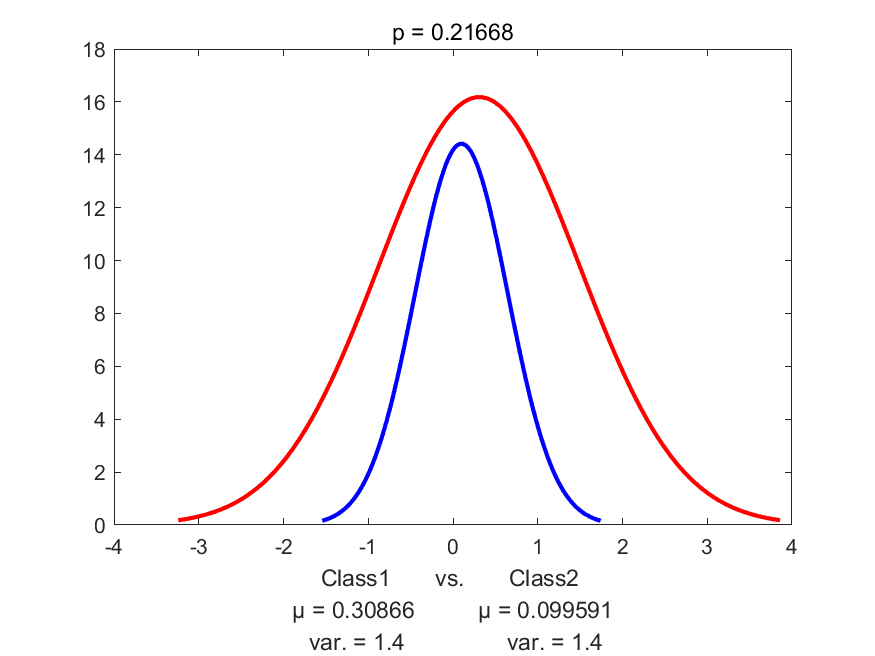 p = 0.21668
18
16
14
12
10
8
6
4
2
0
-4 -3 -2 -1 0 1 2 3 4
Class1 vs. Class2
μ = 0.30866 μ = 0.099591
var. = 1.4 var. = 1.4